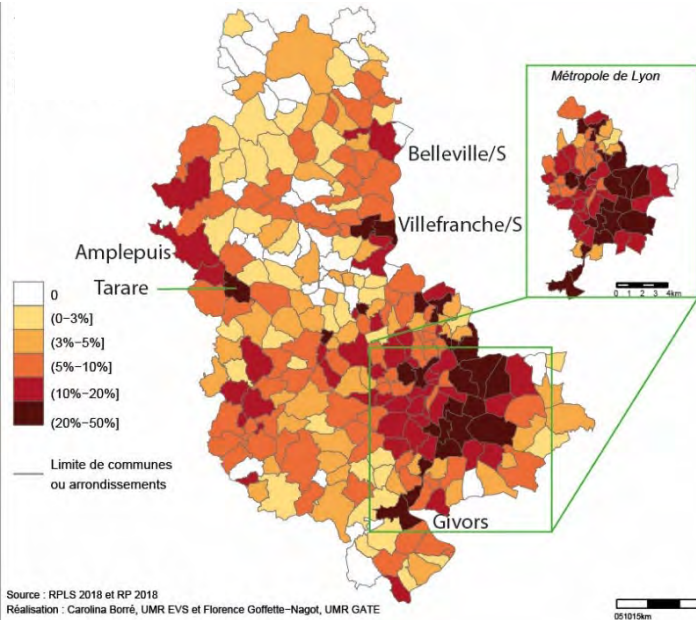 Métropole de Lyon
0 1 2 3 4km
Belleville/S
Villefranche/S
Amplepuis
Tarare
0
(0-3%]
(3%-5%]
(5%-10%]
(10%-20%]
(20%-50%]
Limite de communes
ou arrondissements
Givors
Source : RPLS 2018 et RP 2018
Réalisation : Carolina Borré, UMR EVS et Florence Goffette-Nagot, UMR GATE
051015km